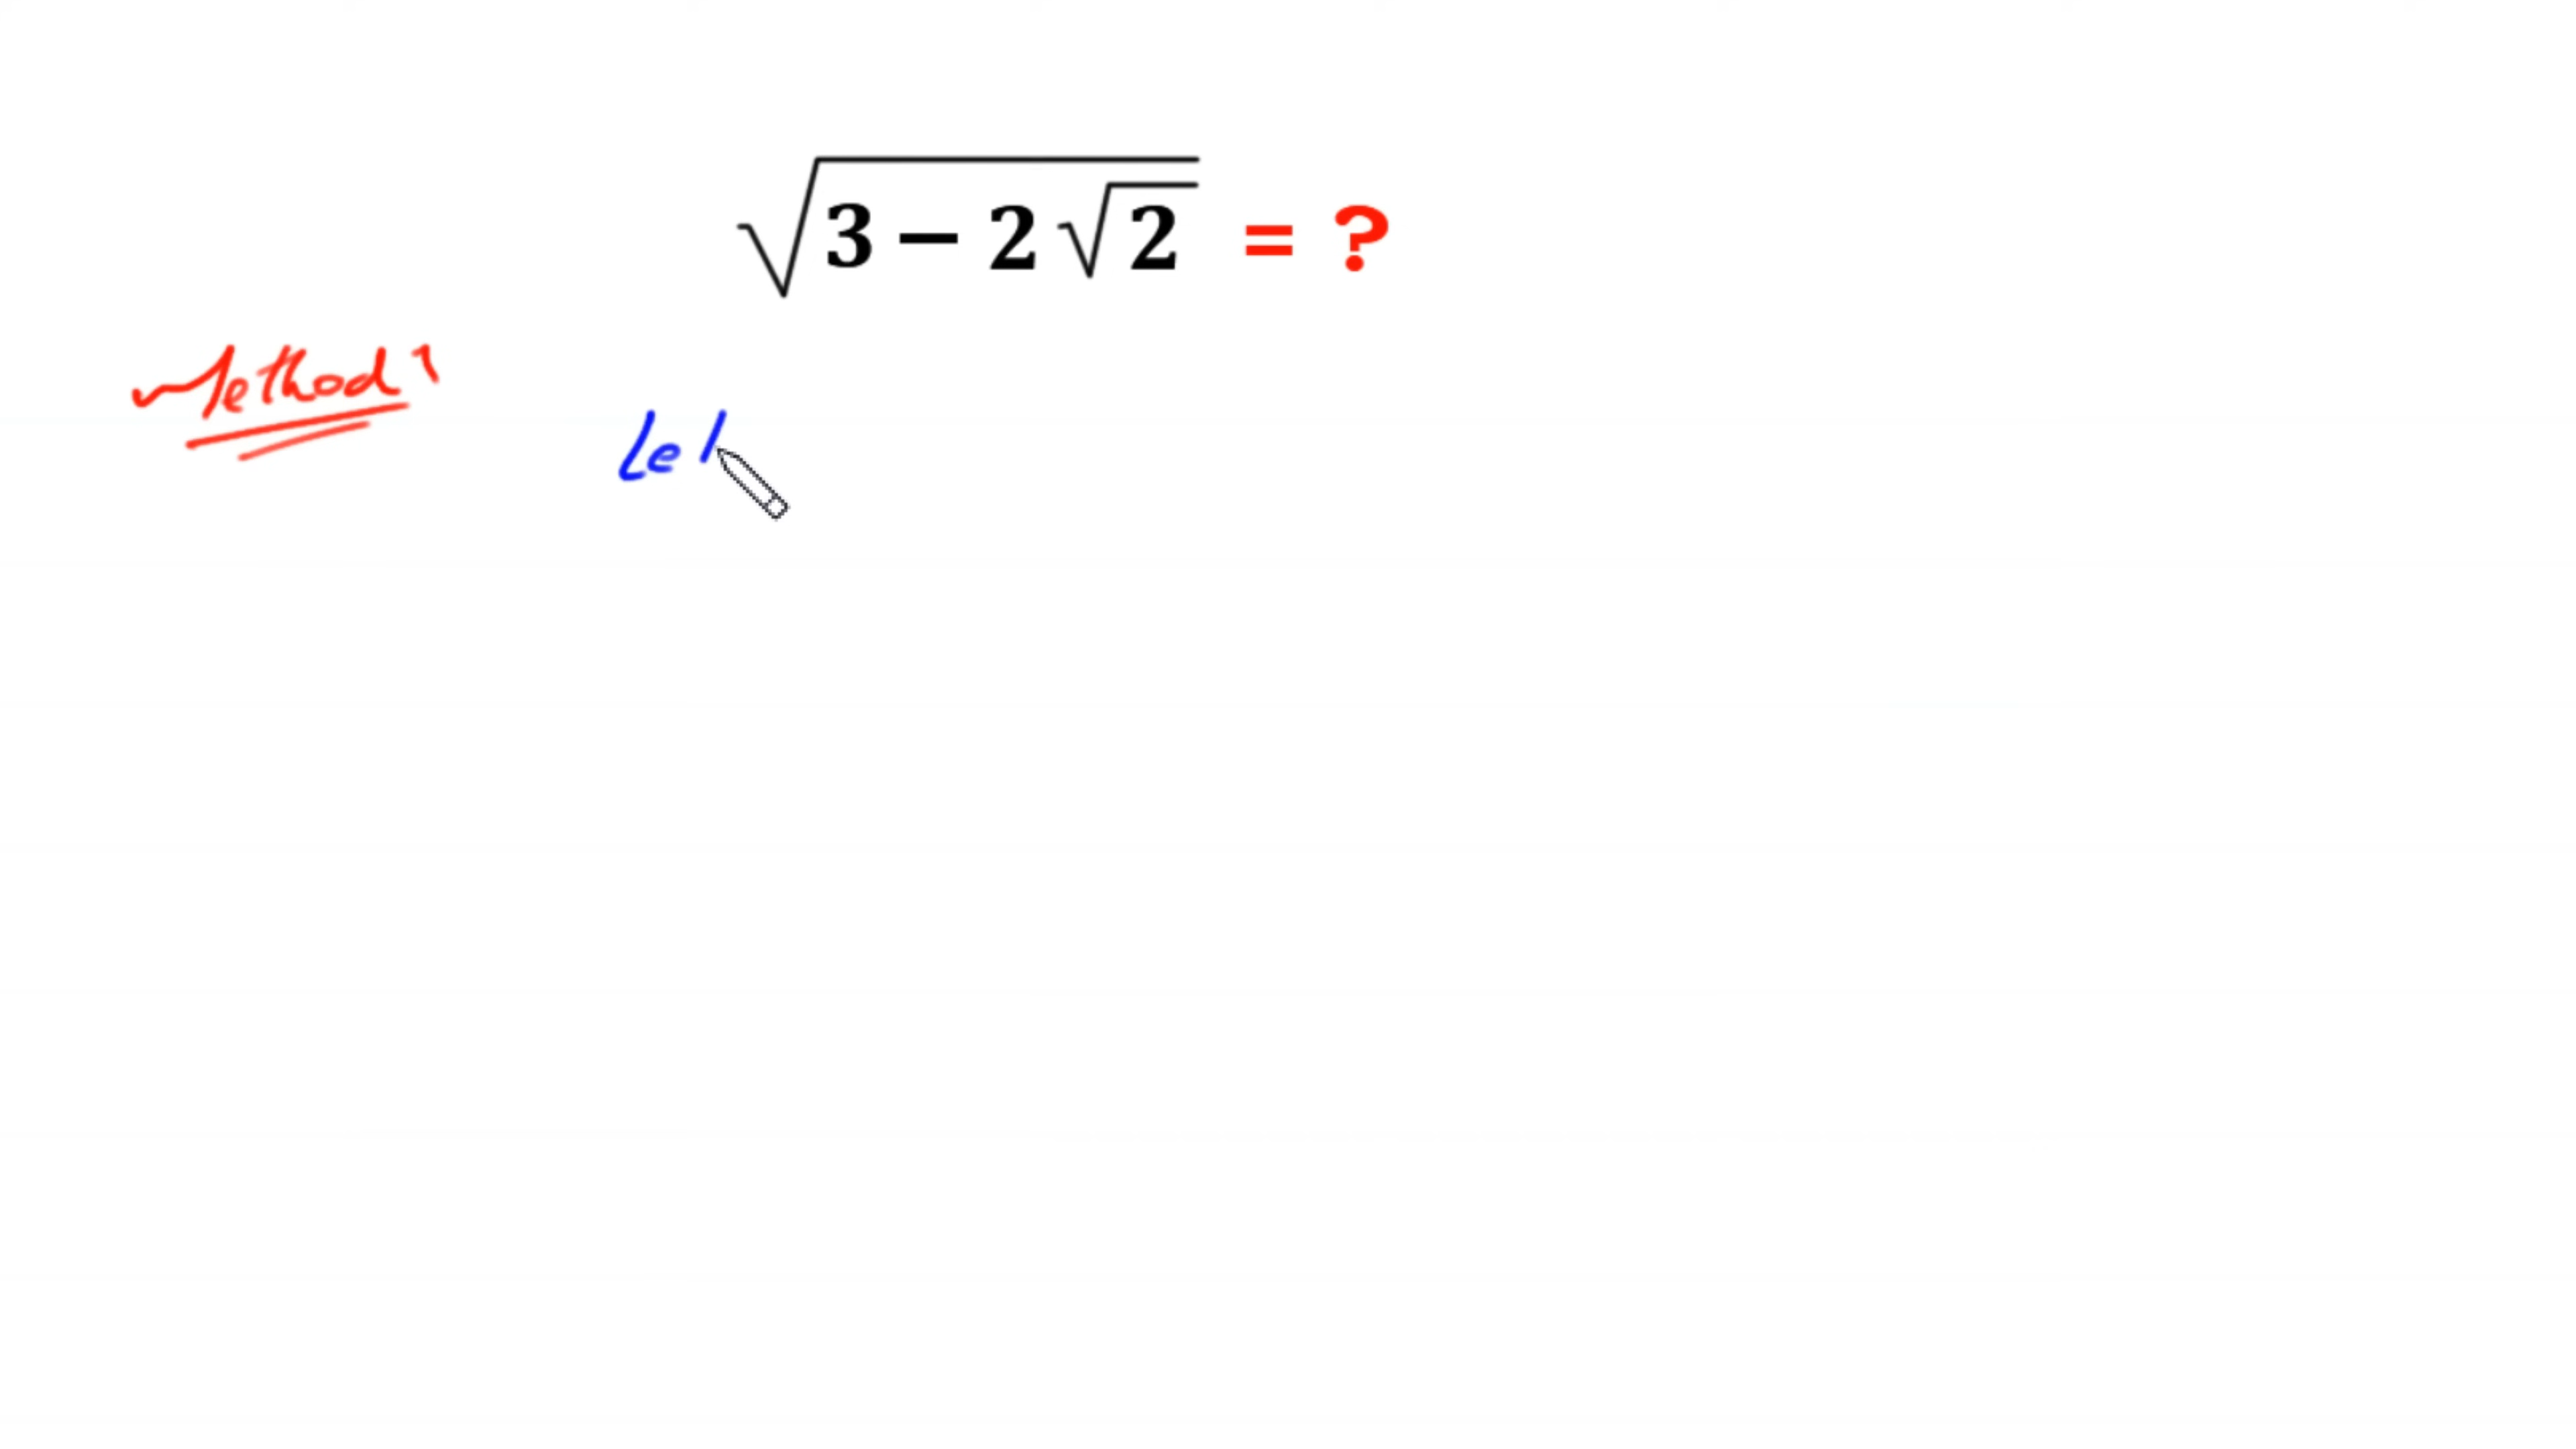 √(3 − 2√2) = ?
Method 1
Let